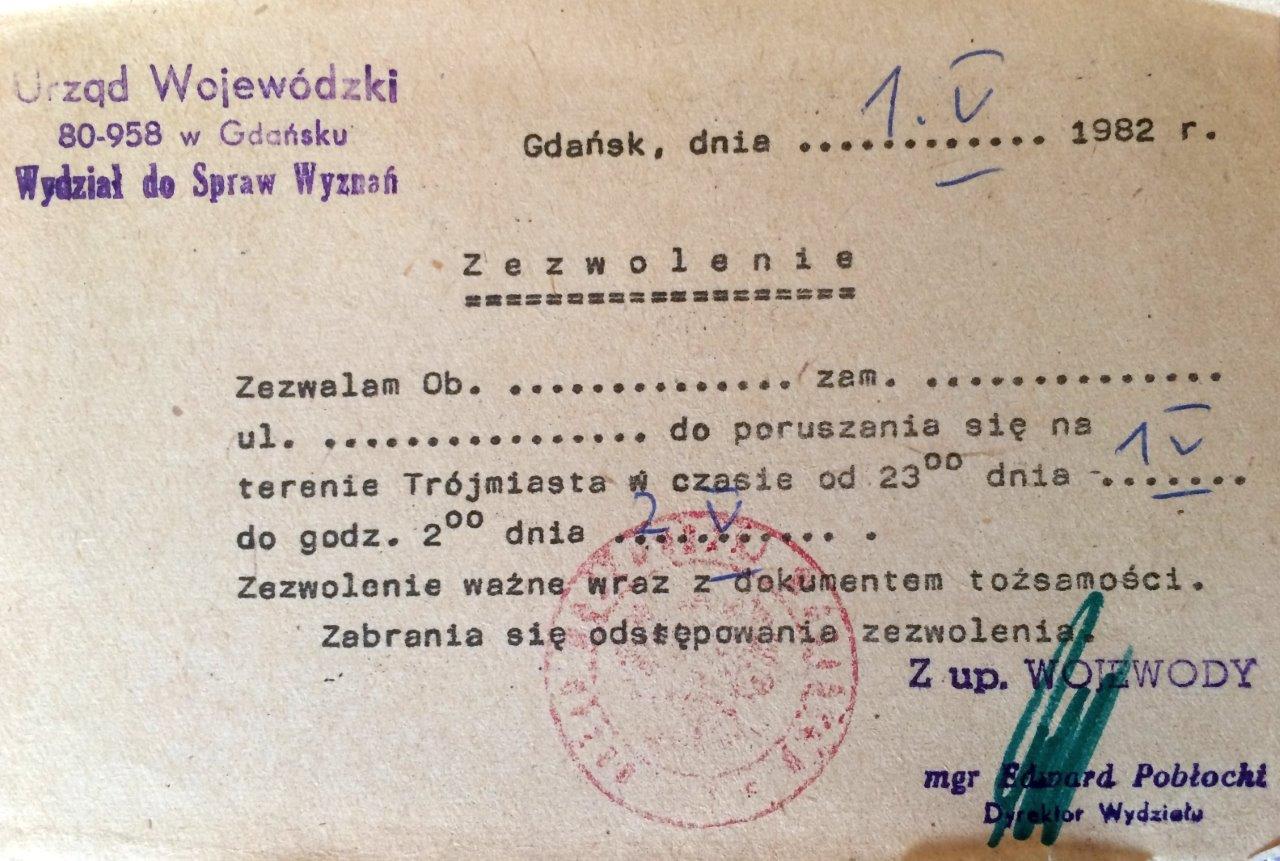 Urząd Wojewódzki
80-958 w Gdańsku
Wydział do Spraw Wyznań
Gdańsk, dnia 1.V 1982 r.
Zezwolenie
===================
Zezwalam Ob. .............. zam. ...............
ul. ................ do poruszania się na
terenie Trójmiasta w czasie od 23⁰⁰ dnia 1 V
do godz. 2⁰⁰ dnia 2 V .
Zezwolenie ważne wraz z dokumentem tożsamości.
Zabrania się odstępowania zezwolenia.
Z up. WOJEWODY
mgr Edward Pobłocki
Dyrektor Wydziału